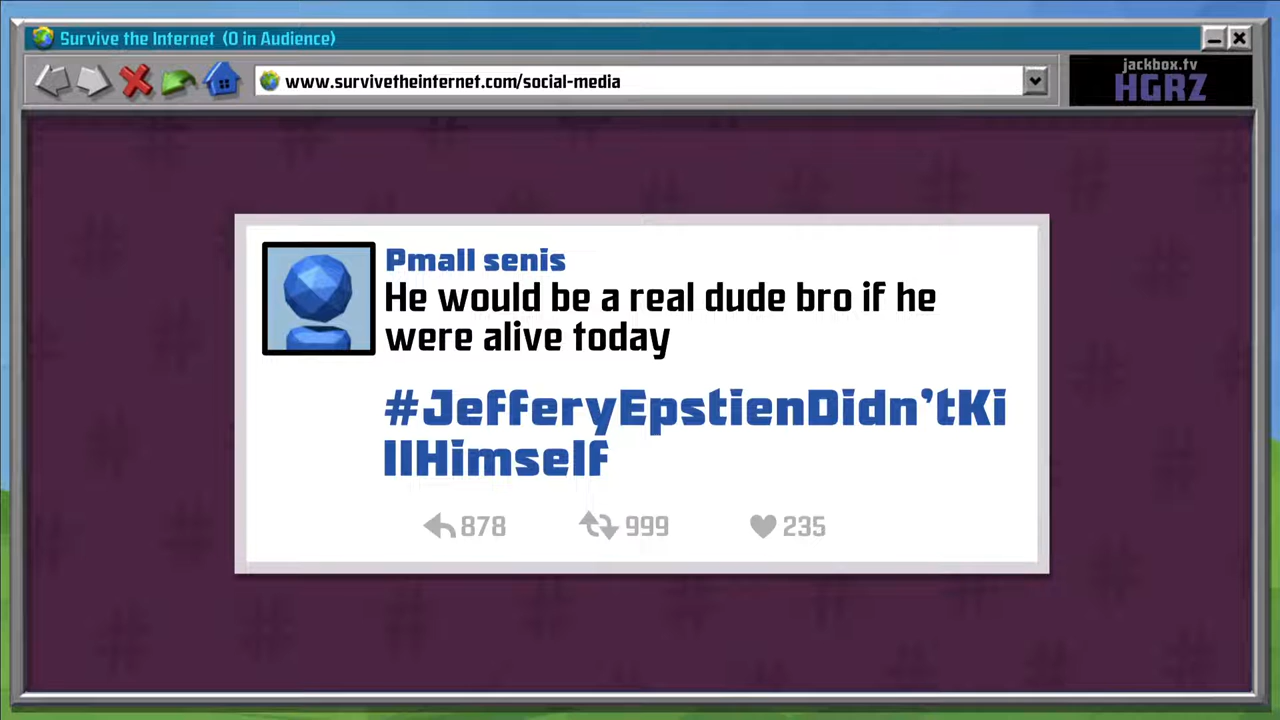 Survive the Internet (0 in Audience)
www.survivetheinternet.com/social-media
jackbox.tv
HGRZ
Pmall senis
He would be a real dude bro if he
were alive today
#JefferyEpstienDidn'tKi
llHimself
878 999 235